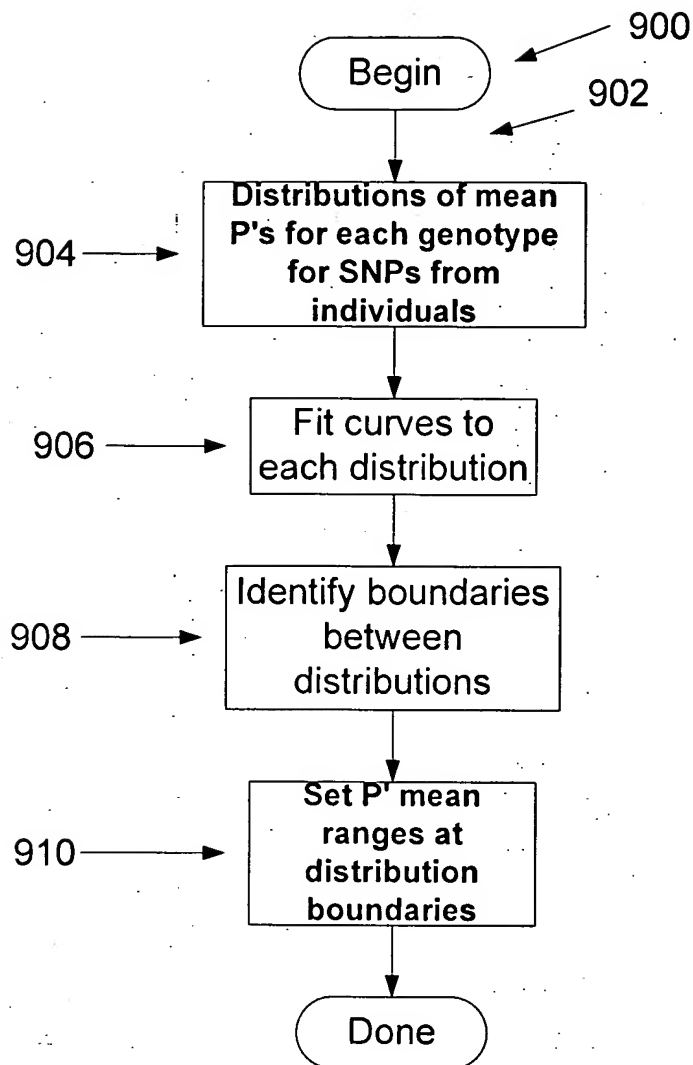 900
Begin
902
Distributions of mean
P's for each genotype
for SNPs from
individuals
904
Fit curves to
each distribution
906
Identify boundaries
between
distributions
908
Set P' mean
ranges at
distribution
boundaries
910
Done